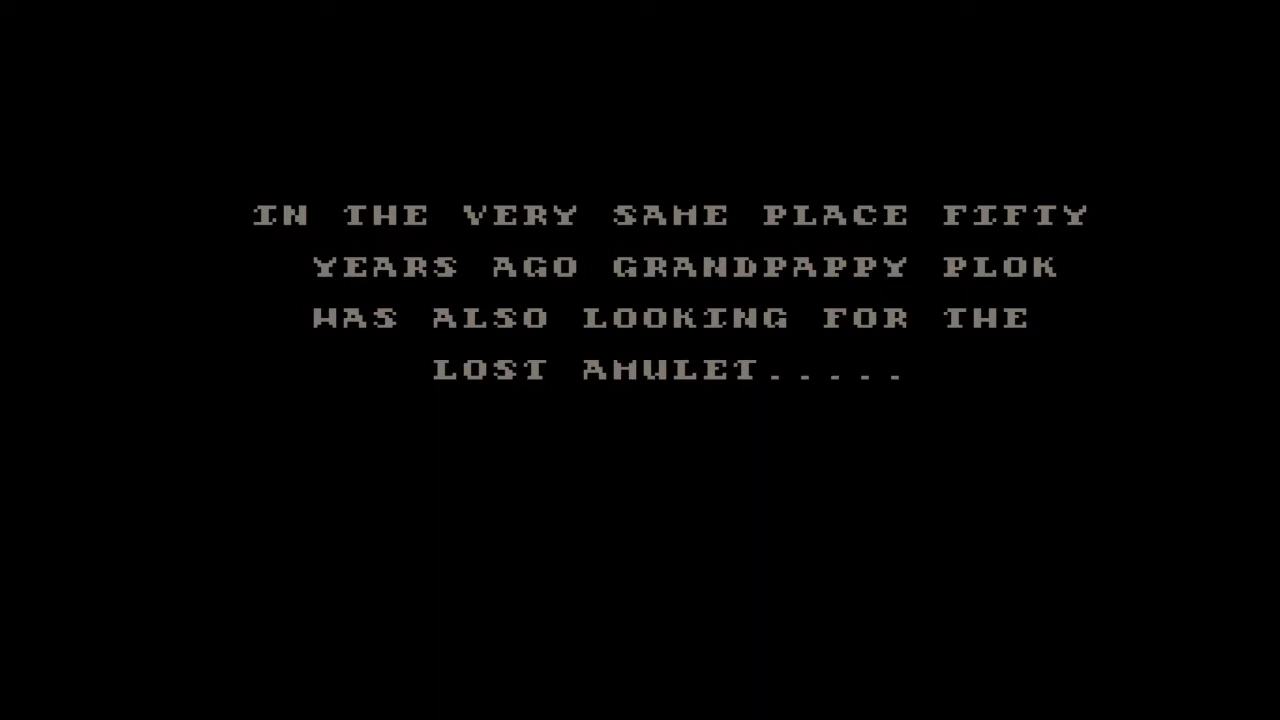 IN THE VERY SAME PLACE FIFTY
YEARS AGO GRANDPAPPY PLOK
WAS ALSO LOOKING FOR THE
LOST AMULET.....